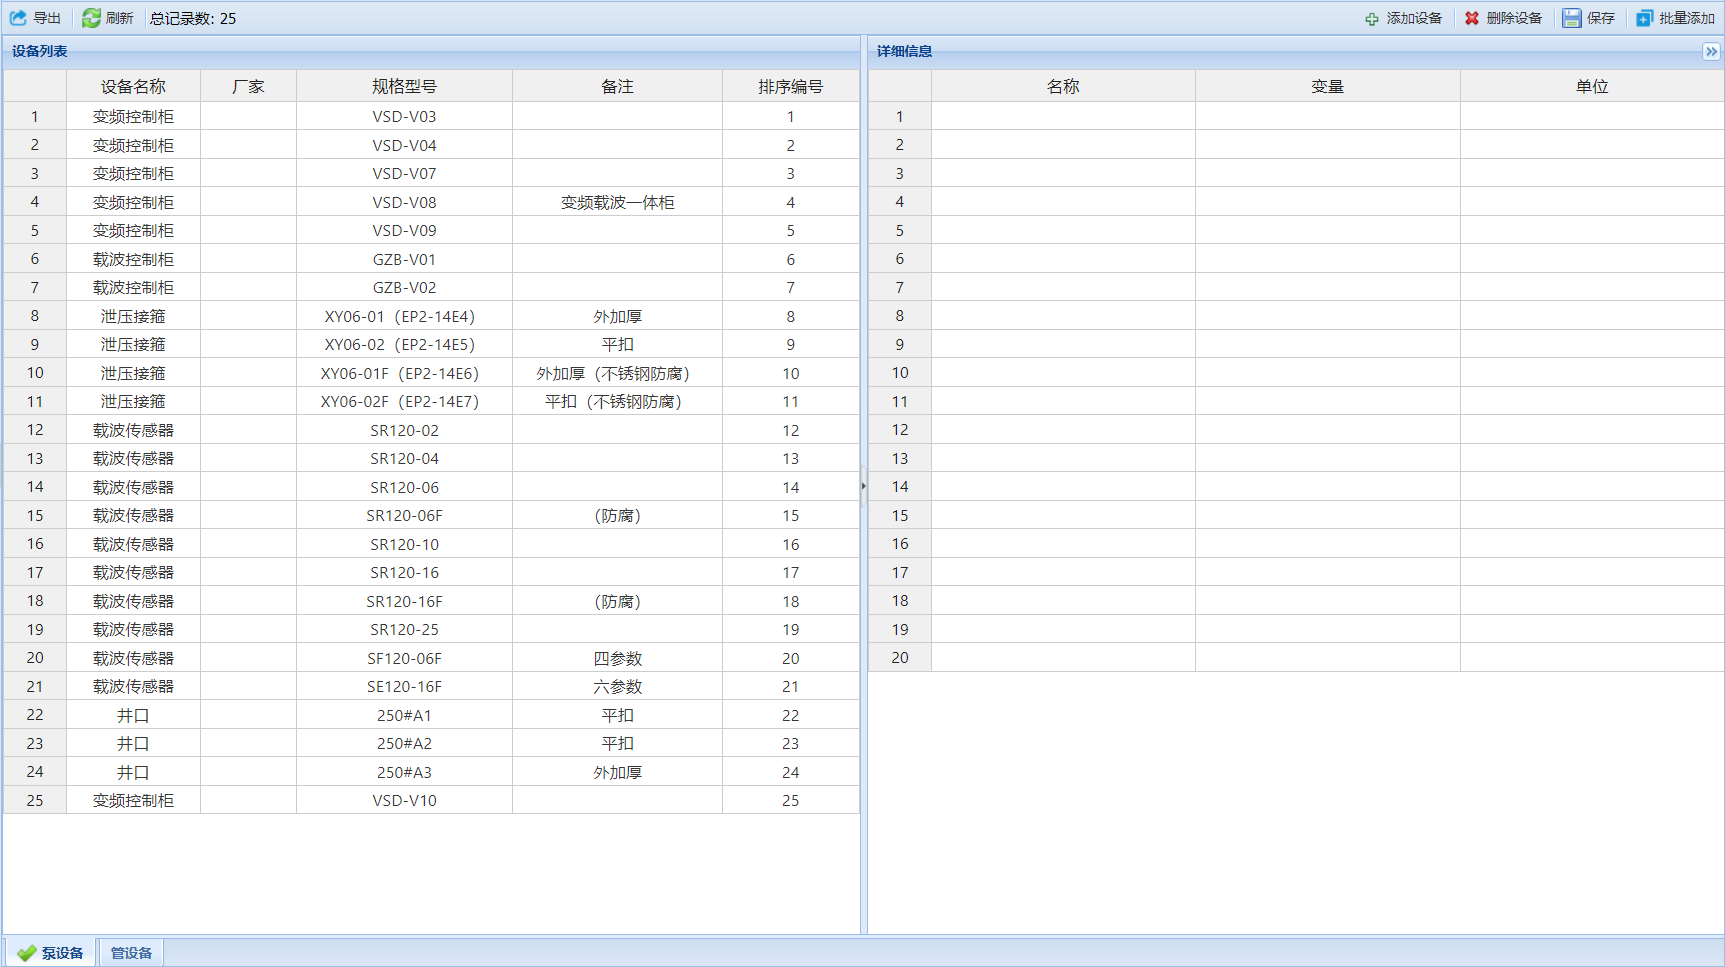 导出 刷新 总记录数: 25 添加设备 删除设备 保存 批量添加
设备列表
设备名称 厂家 规格型号 备注 排序编号
1 变频控制柜 VSD-V03 1
2 变频控制柜 VSD-V04 2
3 变频控制柜 VSD-V07 3
4 变频控制柜 VSD-V08 变频载波一体柜 4
5 变频控制柜 VSD-V09 5
6 载波控制柜 GZB-V01 6
7 载波控制柜 GZB-V02 7
8 泄压接箍 XY06-01（EP2-14E4） 外加厚 8
9 泄压接箍 XY06-02（EP2-14E5） 平扣 9
10 泄压接箍 XY06-01F（EP2-14E6） 外加厚（不锈钢防腐） 10
11 泄压接箍 XY06-02F（EP2-14E7） 平扣（不锈钢防腐） 11
12 载波传感器 SR120-02 12
13 载波传感器 SR120-04 13
14 载波传感器 SR120-06 14
15 载波传感器 SR120-06F （防腐） 15
16 载波传感器 SR120-10 16
17 载波传感器 SR120-16 17
18 载波传感器 SR120-16F （防腐） 18
19 载波传感器 SR120-25 19
20 载波传感器 SF120-06F 四参数 20
21 载波传感器 SE120-16F 六参数 21
22 井口 250#A1 平扣 22
23 井口 250#A2 平扣 23
24 井口 250#A3 外加厚 24
25 变频控制柜 VSD-V10 25
详细信息
名称 变量 单位
1
2
3
4
5
6
7
8
9
10
11
12
13
14
15
16
17
18
19
20
泵设备 管设备